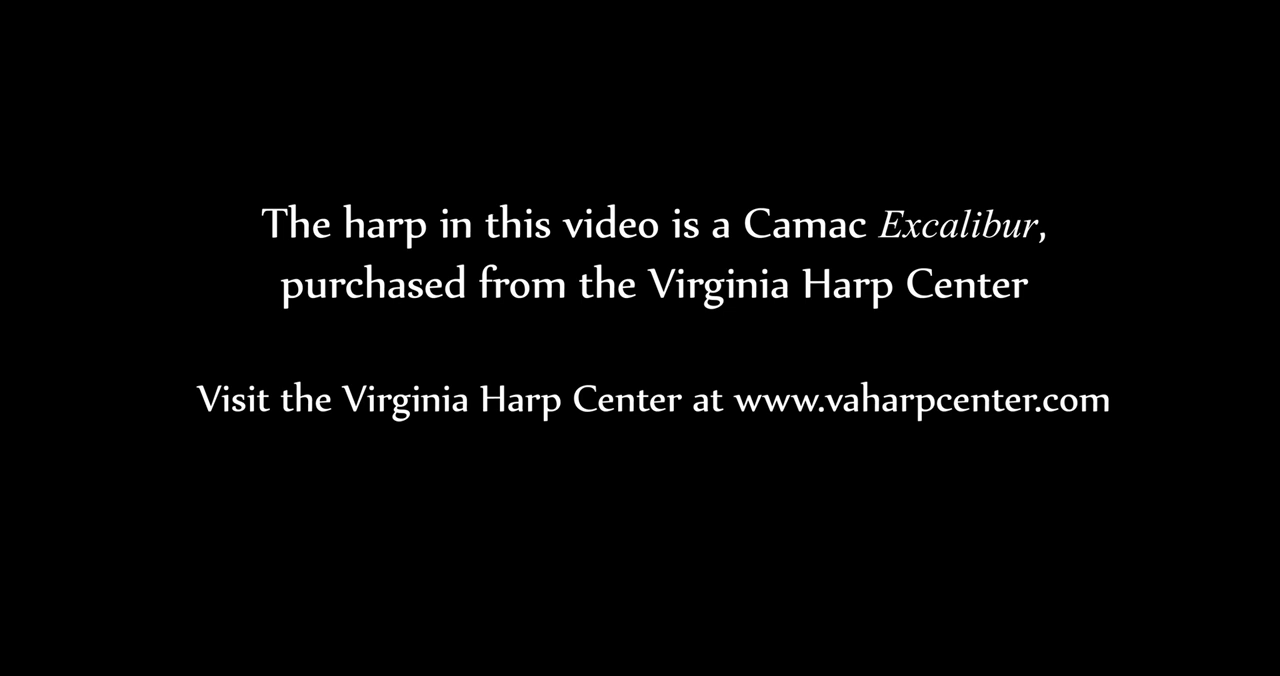 The harp in this video is a Camac Excalibur,
purchased from the Virginia Harp Center
Visit the Virginia Harp Center at www.vaharpcenter.com